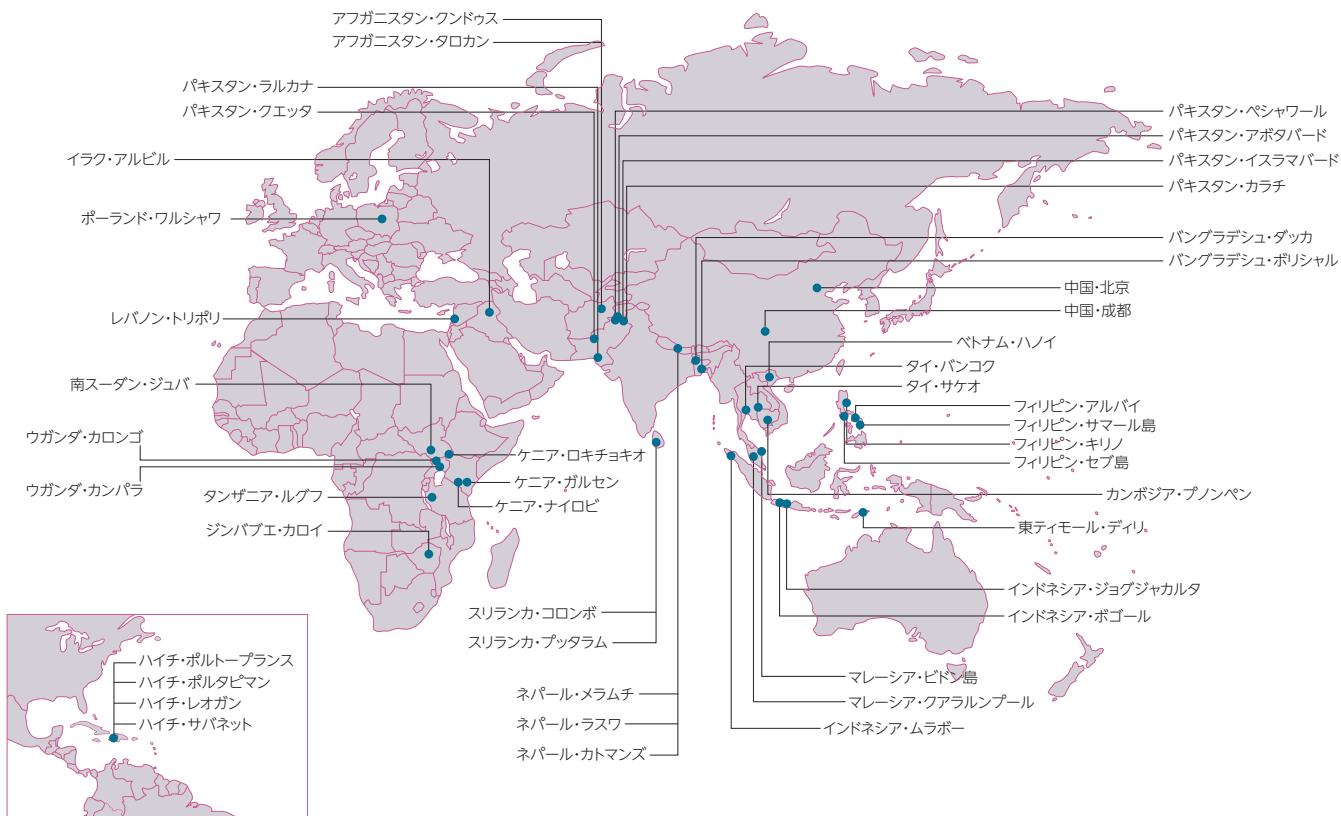 アフガニスタン・クンドゥス
アフガニスタン・タロカン
パキスタン・ラルカナ
パキスタン・クエッタ
イラク・アルビル
ポーランド・ワルシャワ
レバノン・トリポリ
南スーダン・ジュバ
ウガンダ・カロンゴ
ウガンダ・カンパラ
タンザニア・ルグフ
ジンバブエ・カロイ
ケニア・ロキチョキオ
ケニア・ガルセン
ケニア・ナイロビ
スリランカ・コロンボ
スリランカ・プッタラム
ネパール・メラムチ
ネパール・ラスワ
ネパール・カトマンズ
パキスタン・ペシャワール
パキスタン・アボタバード
パキスタン・イスラマバード
パキスタン・カラチ
バングラデシュ・ダッカ
バングラデシュ・ボリシャル
中国・北京
中国・成都
ベトナム・ハノイ
タイ・バンコク
タイ・サケオ
フィリピン・アルバイ
フィリピン・サマール島
フィリピン・キリノ
フィリピン・セブ島
カンボジア・プノンペン
東ティモール・ディリ
インドネシア・ジョグジャカルタ
インドネシア・ボゴール
マレーシア・ビドン島
マレーシア・クアラルンプール
インドネシア・ムラボー
ハイチ・ポルトープランス
ハイチ・ポルタピマン
ハイチ・レオガン
ハイチ・サバネット